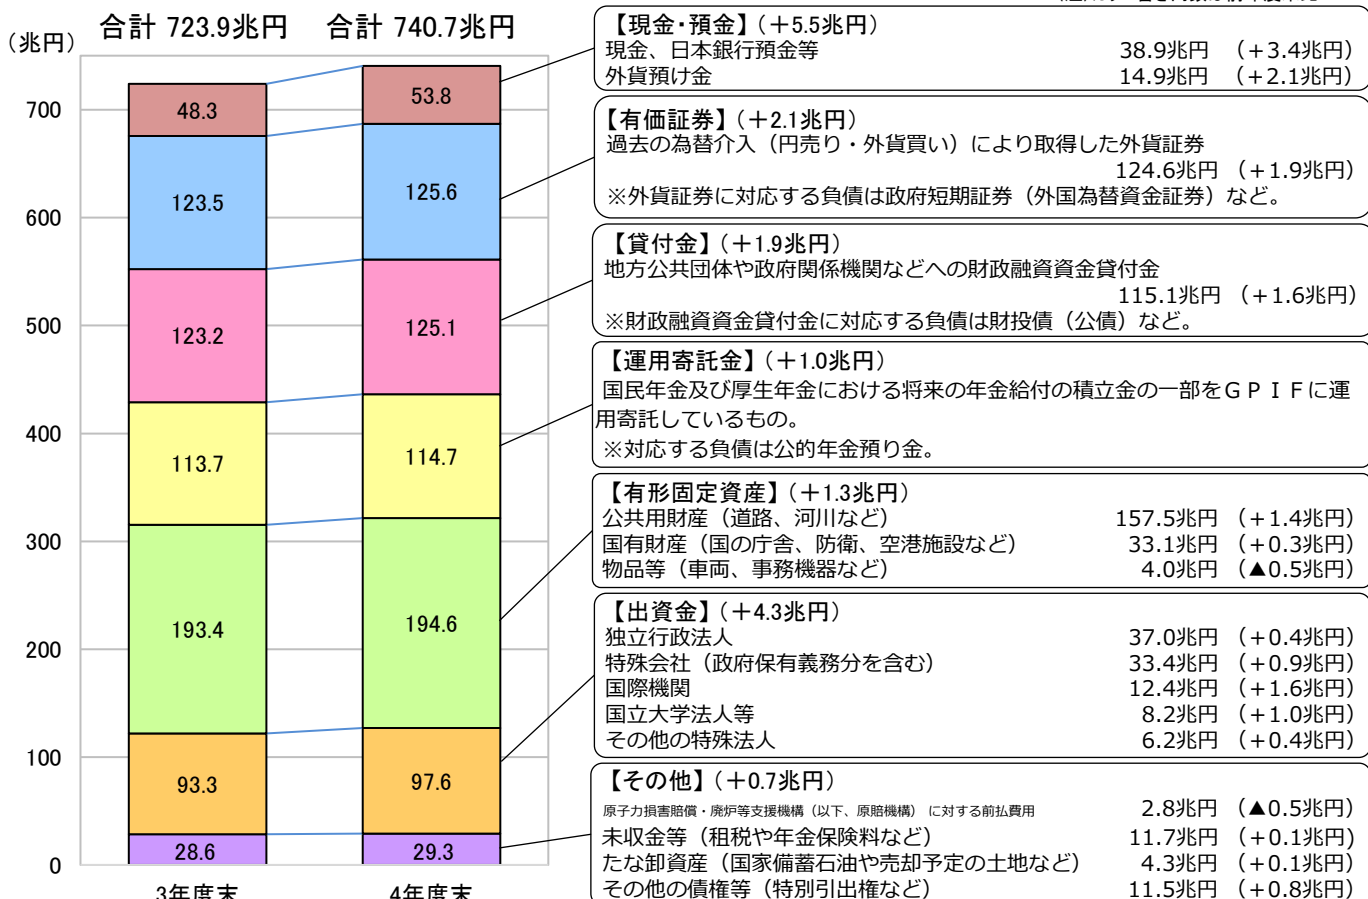 合計 723.9兆円 合計 740.7兆円
（兆円）
700
600
500
400
300
200
100
0
48.3
123.5
123.2
113.7
193.4
93.3
28.6
3年度末
53.8
125.6
125.1
114.7
194.6
97.6
29.3
4年度末
【現金・預金】（＋5.5兆円）
現金、日本銀行預金等 38.9兆円 （＋3.4兆円）
外貨預け金 14.9兆円 （＋2.1兆円）
【有価証券】（＋2.1兆円）
過去の為替介入（円売り・外貨買い）により取得した外貨証券
124.6兆円 （＋1.9兆円）
※外貨証券に対応する負債は政府短期証券（外国為替資金証券）など。
【貸付金】（＋1.9兆円）
地方公共団体や政府関係機関などへの財政融資資金貸付金
115.1兆円 （＋1.6兆円）
※財政融資資金貸付金に対応する負債は財投債（公債）など。
【運用寄託金】（＋1.0兆円）
国民年金及び厚生年金における将来の年金給付の積立金の一部をＧＰＩＦに運
用寄託しているもの。
※対応する負債は公的年金預り金。
【有形固定資産】（＋1.3兆円）
公共用財産（道路、河川など） 157.5兆円 （＋1.4兆円）
国有財産（国の庁舎、防衛、空港施設など） 33.1兆円 （＋0.3兆円）
物品等（車両、事務機器など） 4.0兆円 （▲0.5兆円）
【出資金】（＋4.3兆円）
独立行政法人 37.0兆円 （＋0.4兆円）
特殊会社（政府保有義務分を含む） 33.4兆円 （＋0.9兆円）
国際機関 12.4兆円 （＋1.6兆円）
国立大学法人等 8.2兆円 （＋1.0兆円）
その他の特殊法人 6.2兆円 （＋0.4兆円）
【その他】（＋0.7兆円）
原子力損害賠償・廃炉等支援機構（以下、原賠機構）に対する前払費用 2.8兆円 （▲0.5兆円）
未収金等（租税や年金保険料など） 11.7兆円 （＋0.1兆円）
たな卸資産（国家備蓄石油や売却予定の土地など） 4.3兆円 （＋0.1兆円）
その他の債権等（特別引出権など） 11.5兆円 （＋0.8兆円）